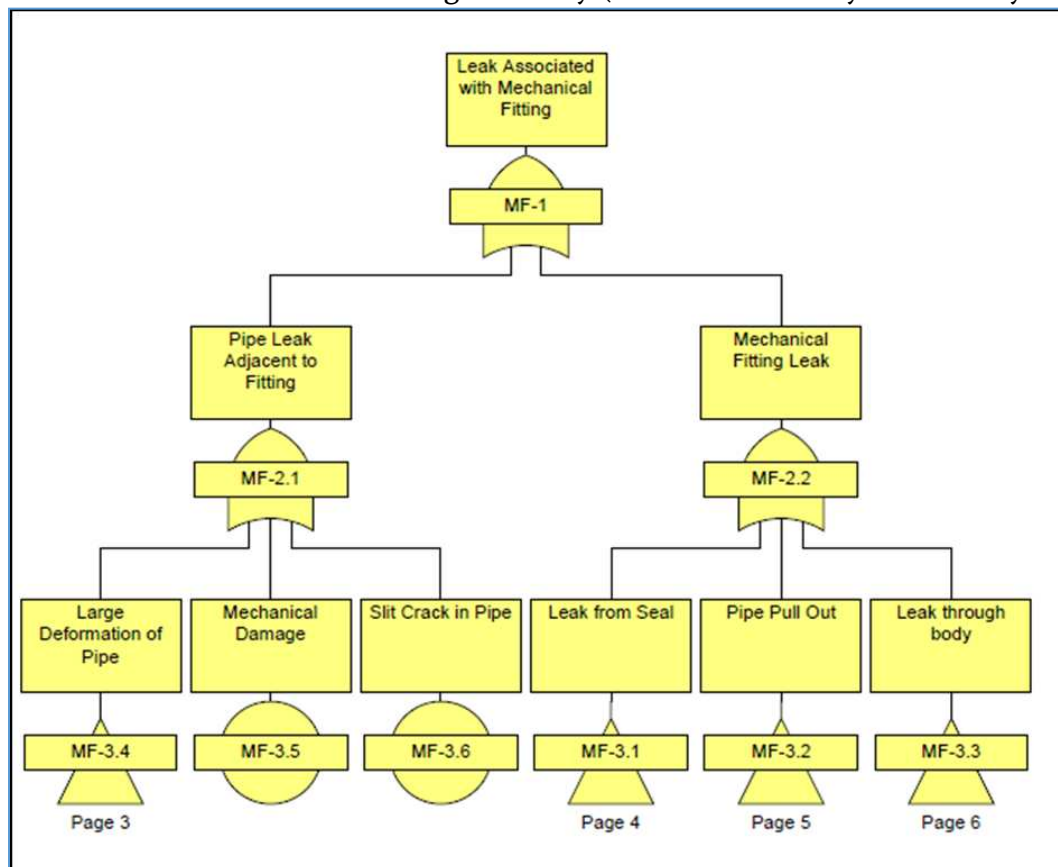 Leak Associated
with Mechanical
Fitting
MF-1
Pipe Leak
Adjacent to
Fitting
Mechanical
Fitting Leak
MF-2.1
MF-2.2
Large
Deformation of
Pipe
Mechanical
Damage
Slit Crack in Pipe
Leak from Seal
Pipe Pull Out
Leak through
body
MF-3.4
MF-3.5
MF-3.6
MF-3.1
MF-3.2
MF-3.3
Page 3
Page 4
Page 5
Page 6